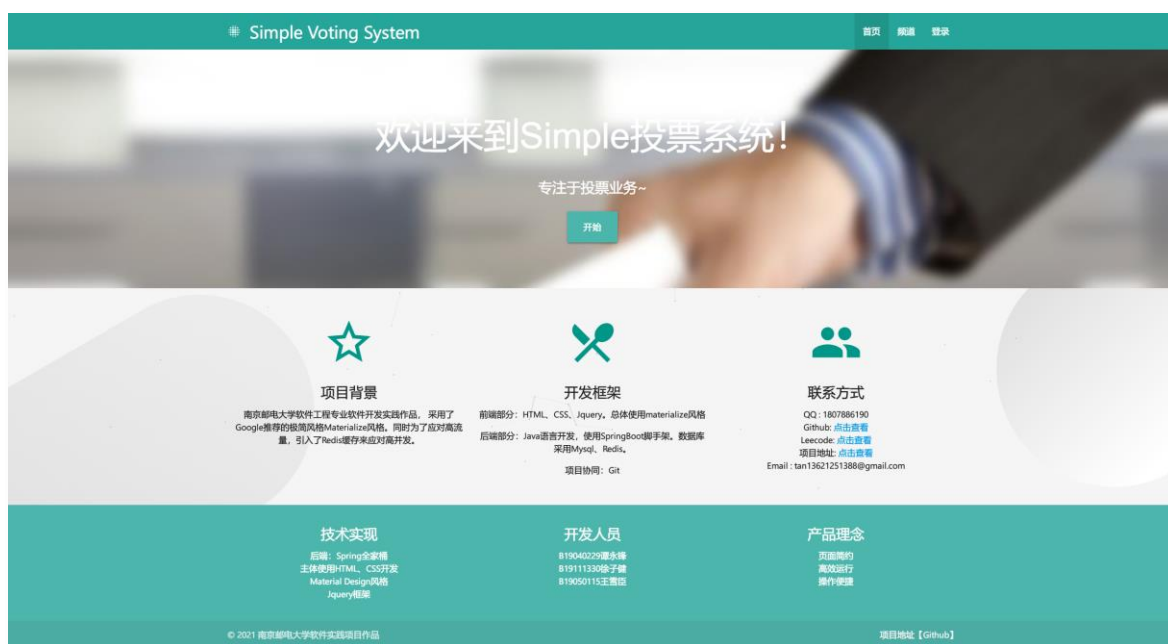 Simple Voting System
首页 频道 登录
欢迎来到Simple投票系统!
专注于投票业务~
开始
项目背景
南京邮电大学软件工程专业软件开发实践作品, 采用了
Google推荐的极简风格Materialize风格。同时为了应对高流
量,引入了Redis缓存来应对高并发。
开发框架
前端部分:HTML、CSS、Jquery。总体使用materialize风格
后端部分:Java语言开发,使用SpringBoot脚手架。数据库
采用Mysql、Redis。
项目协同:Git
联系方式
QQ : 1807886190
Github: 点击查看
Leecode: 点击查看
项目地址: 点击查看
Email : tan13621251388@gmail.com
技术实现
后端:Spring全家桶
主体使用HTML、CSS开发
Material Design风格
Jquery框架
开发人员
B19040229谭永锋
B19111330徐子健
B19050115王雪臣
产品理念
页面简约
高效运行
操作便捷
© 2021 南京邮电大学软件实践项目作品
项目地址【Github】